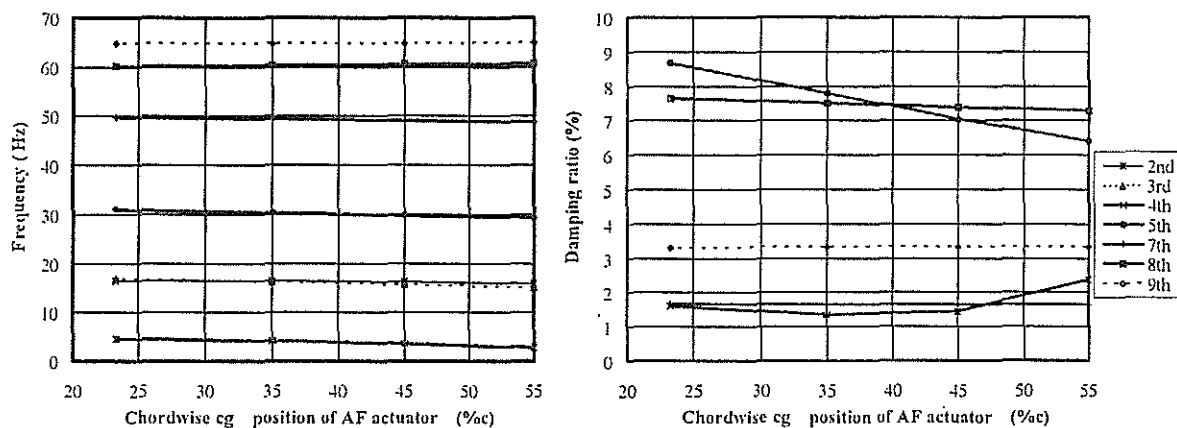 70
60
50
40
30
20
10
0
Frequency (Hz)
20 25 30 35 40 45 50 55
Chordwise cg position of AF actuator (%c)
10
9
8
7
6
5
4
3
2
1
0
Damping ratio (%)
20 25 30 35 40 45 50 55
Chordwise cg position of AF actuator (%c)
2nd
3rd
4th
5th
7th
8th
9th